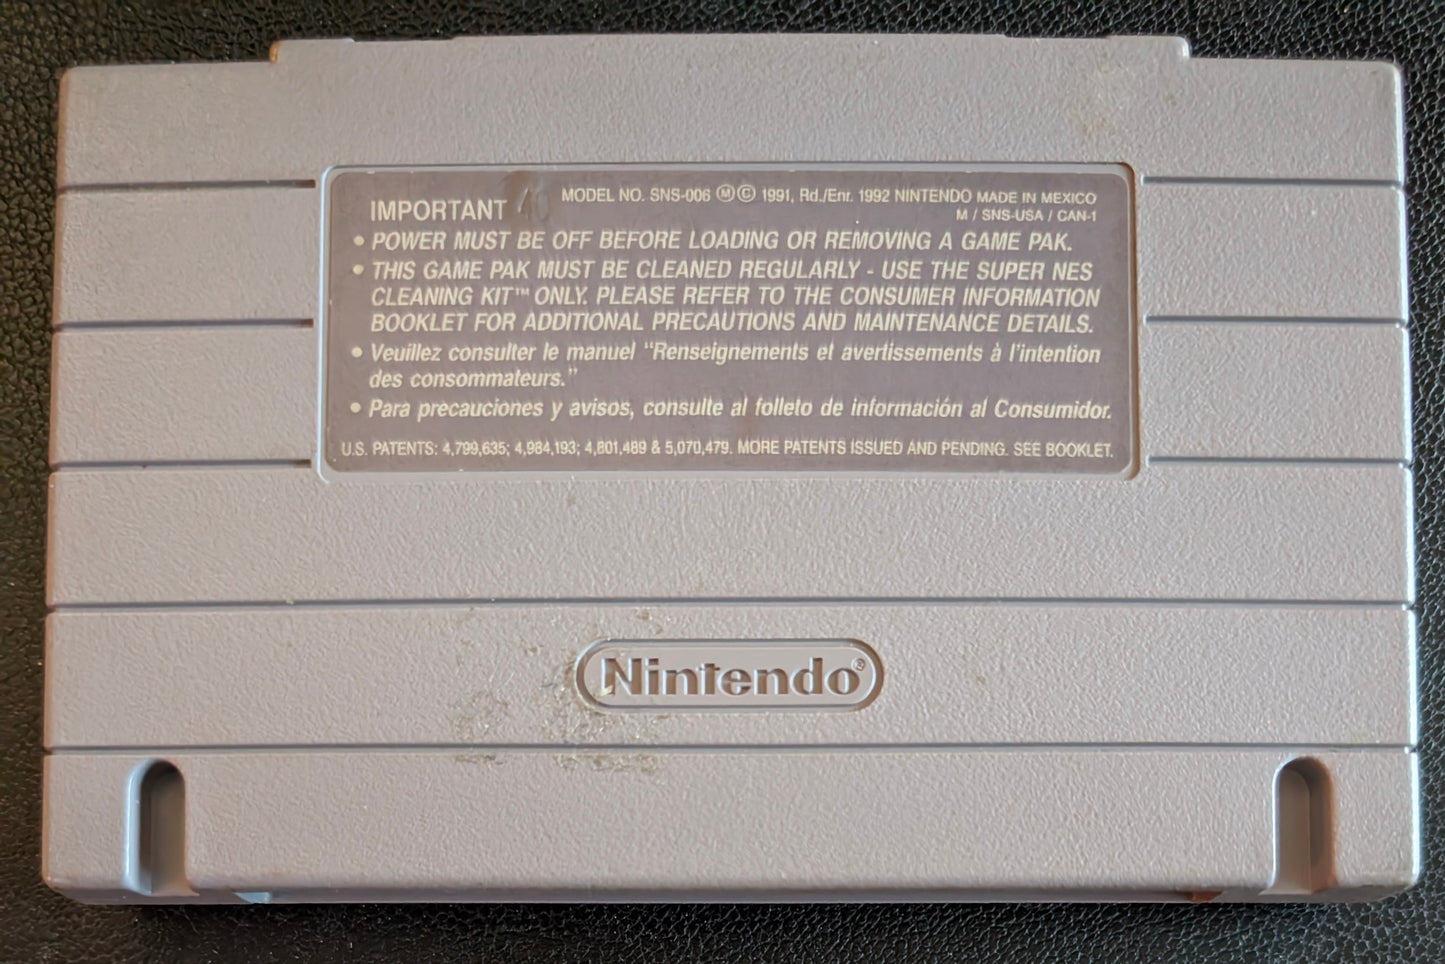 IMPORTANT 40 MODEL NO. SNS-006 Ⓜ© 1991, Rd./Enr. 1992 NINTENDO MADE IN MEXICO
M / SNS-USA / CAN-1
• POWER MUST BE OFF BEFORE LOADING OR REMOVING A GAME PAK.
• THIS GAME PAK MUST BE CLEANED REGULARLY - USE THE SUPER NES
CLEANING KIT™ ONLY. PLEASE REFER TO THE CONSUMER INFORMATION
BOOKLET FOR ADDITIONAL PRECAUTIONS AND MAINTENANCE DETAILS.
• Veuillez consulter le manuel “Renseignements et avertissements à l’intention
des consommateurs.”
• Para precauciones y avisos, consulte al folleto de información al Consumidor.
U.S. PATENTS: 4,799,635; 4,984,193; 4,801,489 & 5,070,479. MORE PATENTS ISSUED AND PENDING. SEE BOOKLET.
Nintendo®